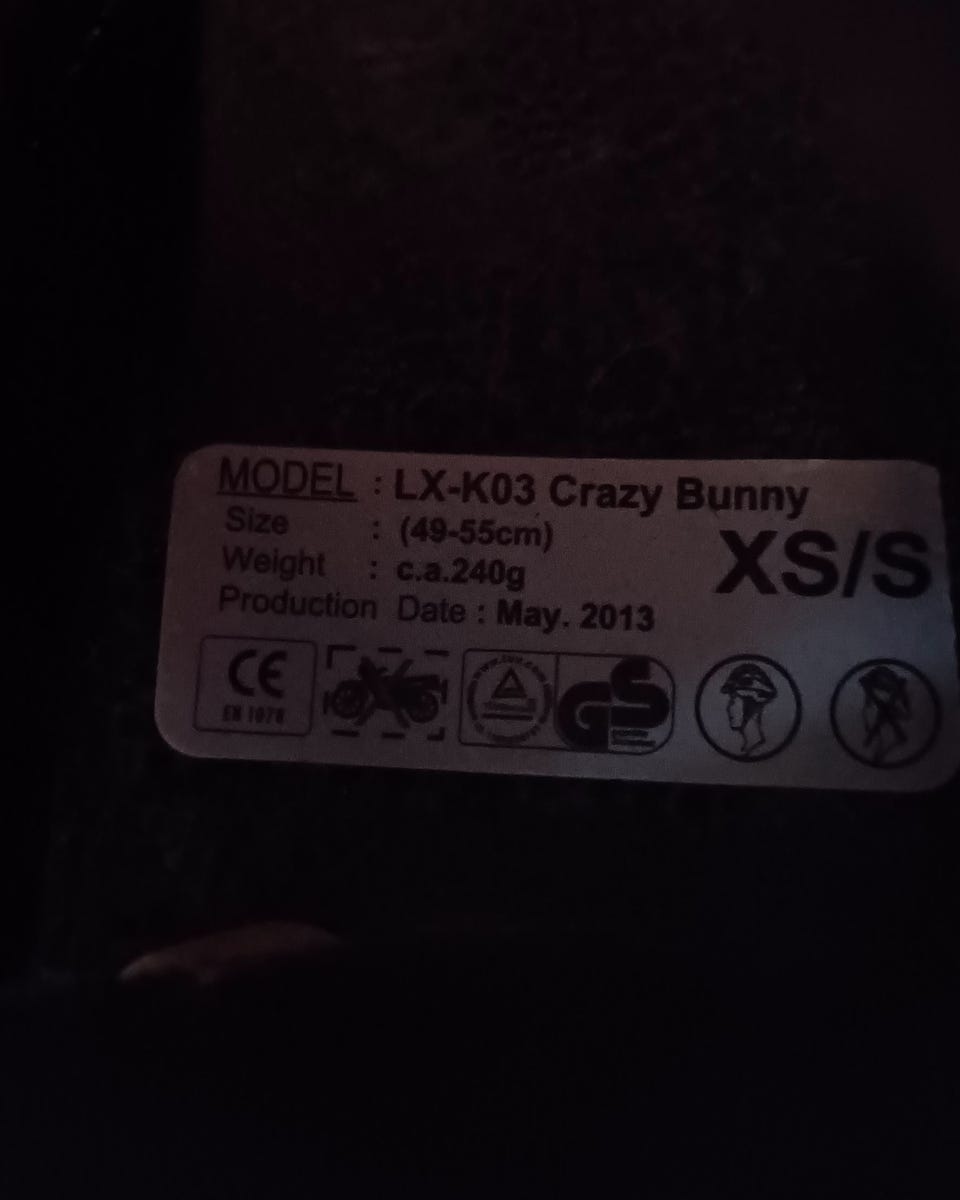 MODEL : LX-K03 Crazy Bunny
Size : (49-55cm)
XS/S
Weight : c.a.240g
Production Date : May. 2013
CE
EN 1078
GS